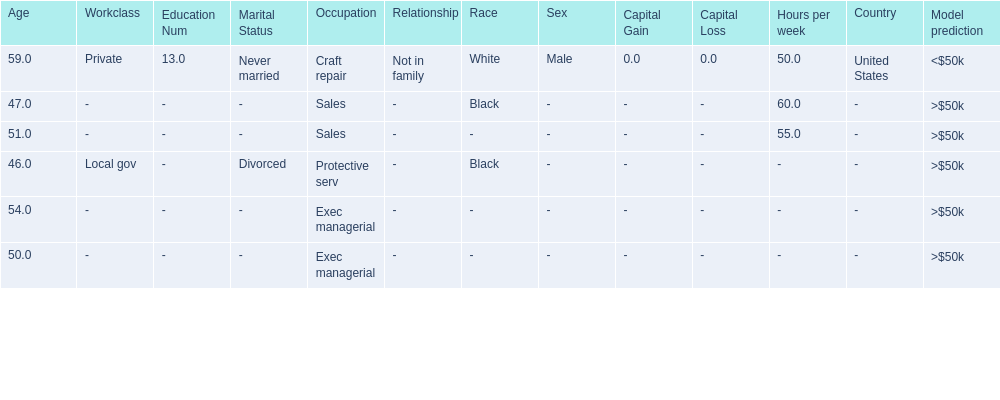 Age Workclass Education Num Marital Status Occupation Relationship Race Sex Capital Gain Capital Loss Hours per week Country Model prediction
59.0 Private 13.0 Never married Craft repair Not in family White Male 0.0 0.0 50.0 United States <$50k
47.0 - - - Sales - Black - - - 60.0 - >$50k
51.0 - - - Sales - - - - - 55.0 - >$50k
46.0 Local gov - Divorced Protective serv - Black - - - - - >$50k
54.0 - - - Exec managerial - - - - - - - >$50k
50.0 - - - Exec managerial - - - - - - - >$50k